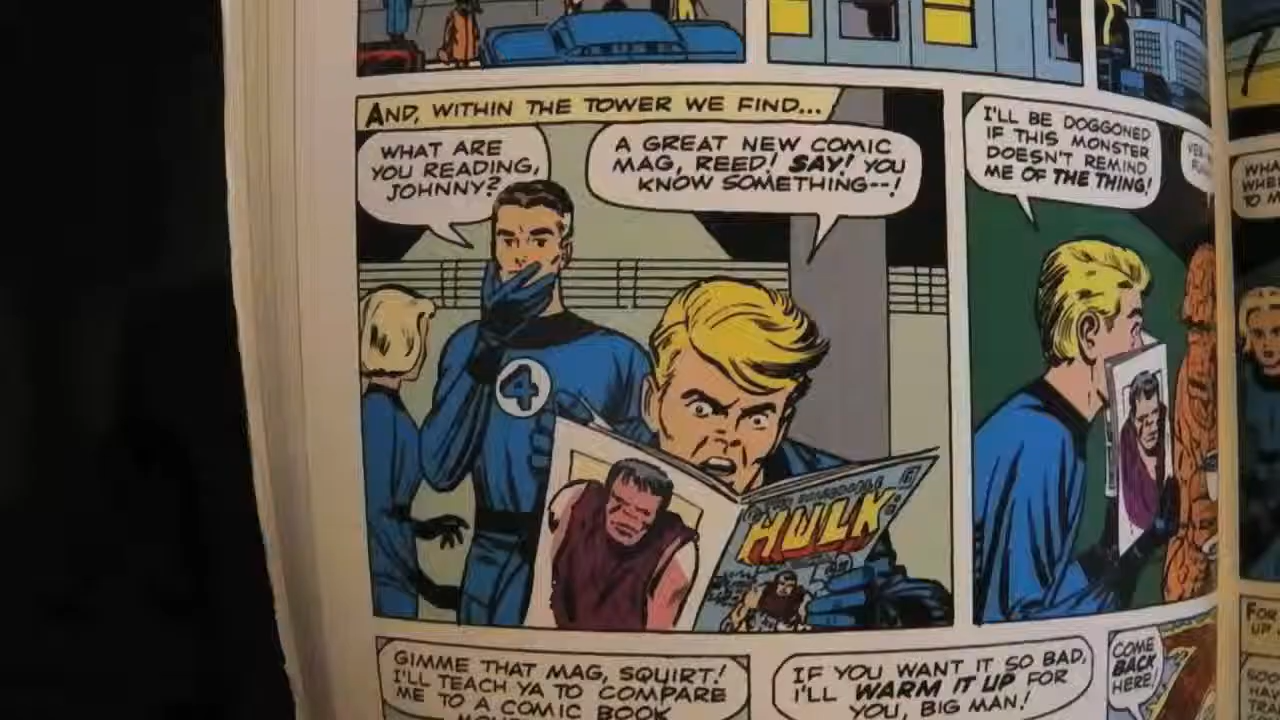 AND, WITHIN THE TOWER WE FIND...
WHAT ARE
YOU READING,
JOHNNY?
A GREAT NEW COMIC
MAG, REED! SAY! YOU
KNOW SOMETHING--!
4
THE INCREDIBLE
HULK
I'LL BE DOGGONED
IF THIS MONSTER
DOESN'T REMIND
ME OF THE THING!
GIMME THAT MAG, SQUIRT!
I'LL TEACH YA TO COMPARE
ME TO A COMIC BOOK
IF YOU WANT IT SO BAD,
I'LL WARM IT UP FOR
YOU, BIG MAN!
COME
BACK
HERE!